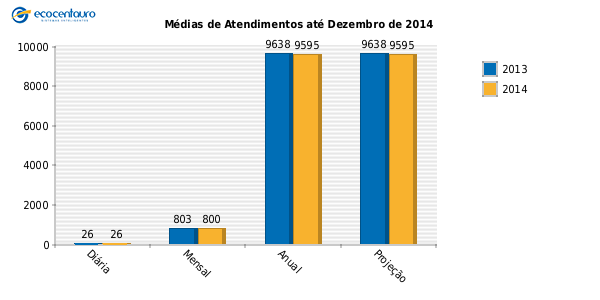 ecocentauro
Médias de Atendimentos até Dezembro de 2014
10000
8000
6000
4000
2000
0
26 26
803 800
9638 9595
9638 9595
Diária
Mensal
Anual
Projeção
2013
2014